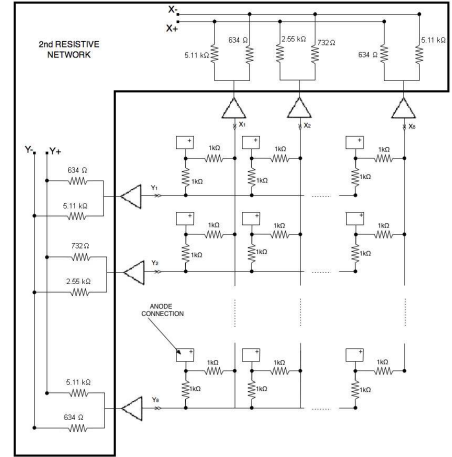 X-
X+
2nd RESISTIVE
NETWORK
5.11 kΩ
634 Ω
2.55 kΩ
732Ω
634 Ω
5.11 kΩ
X1
X2
X8
Y-
Y+
634 Ω
5.11 kΩ
Y1
+
1kΩ
1kΩ
+
1kΩ
1kΩ
+
1kΩ
1kΩ
........
732Ω
2.55 kΩ
Y2
+
1kΩ
1kΩ
+
1kΩ
1kΩ
+
1kΩ
1kΩ
........
ANODE
CONNECTION
5.11 kΩ
634 Ω
Y8
+
1kΩ
1kΩ
+
1kΩ
1kΩ
+
1kΩ
1kΩ
........